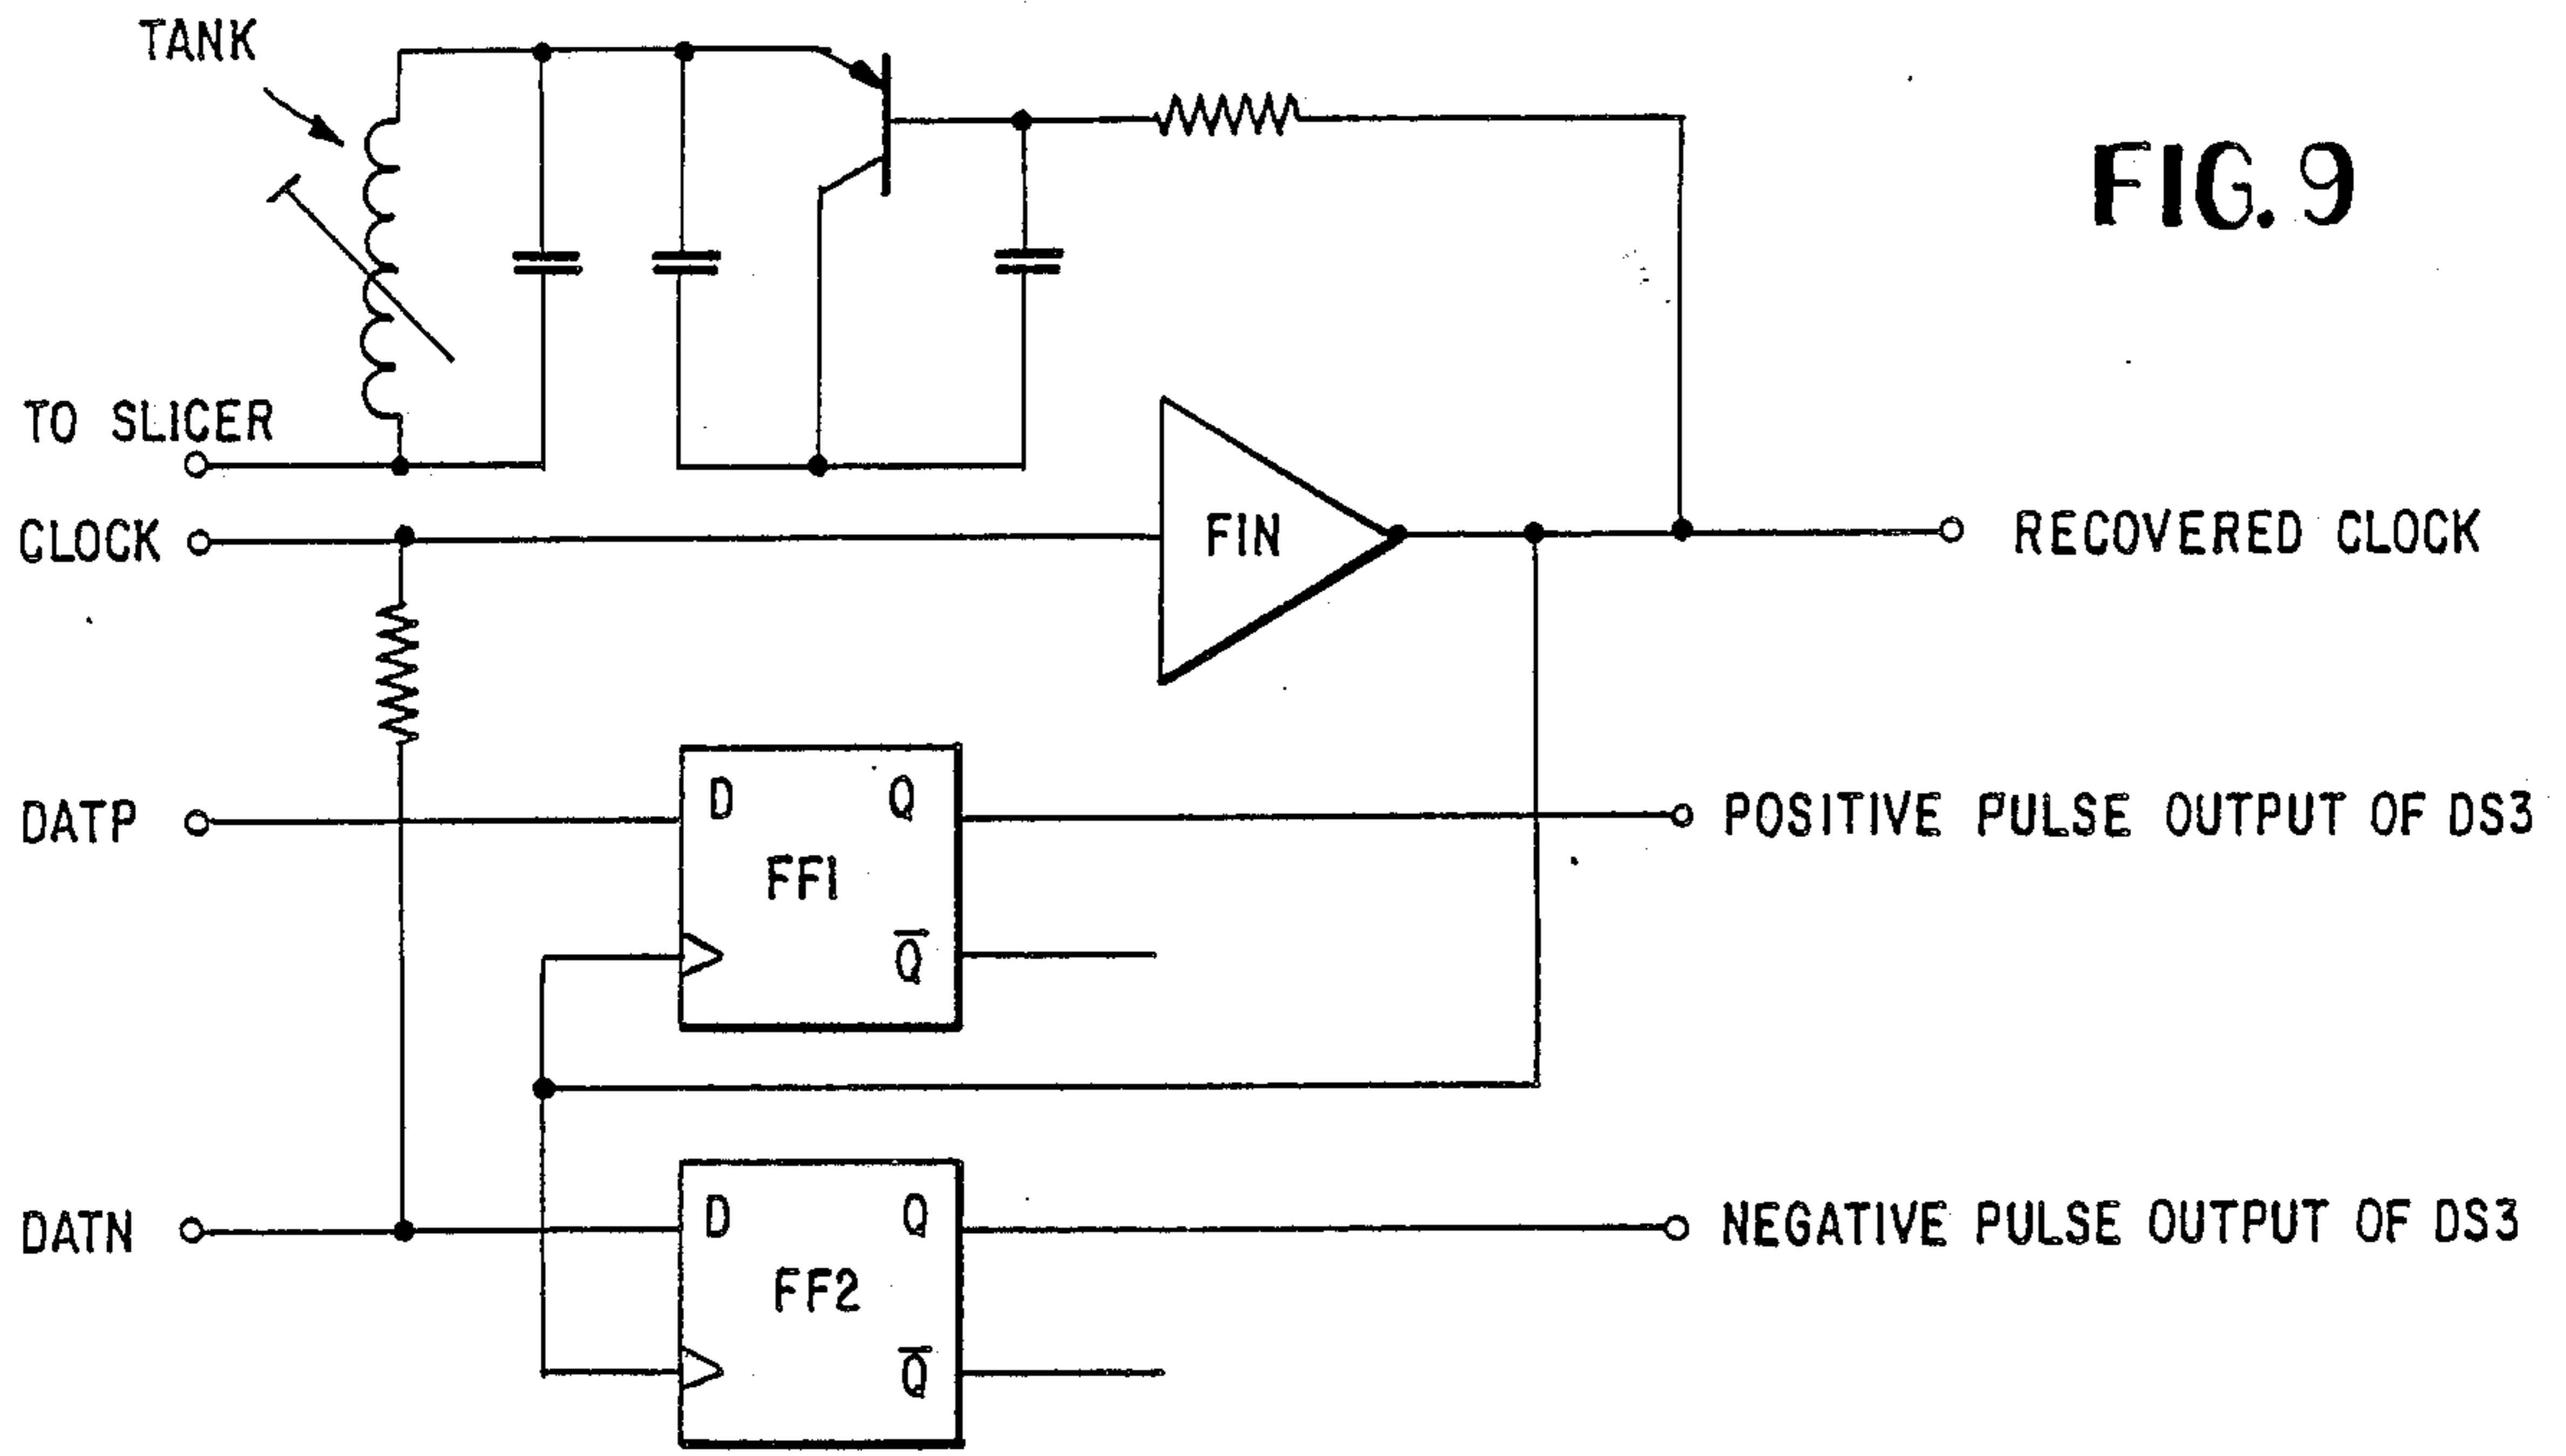 TANK
FIG. 9
TO SLICER
CLOCK
FIN
RECOVERED CLOCK
DATP
D
Q
FF1
Q̅
POSITIVE PULSE OUTPUT OF DS3
DATN
D
Q
FF2
Q̅
NEGATIVE PULSE OUTPUT OF DS3